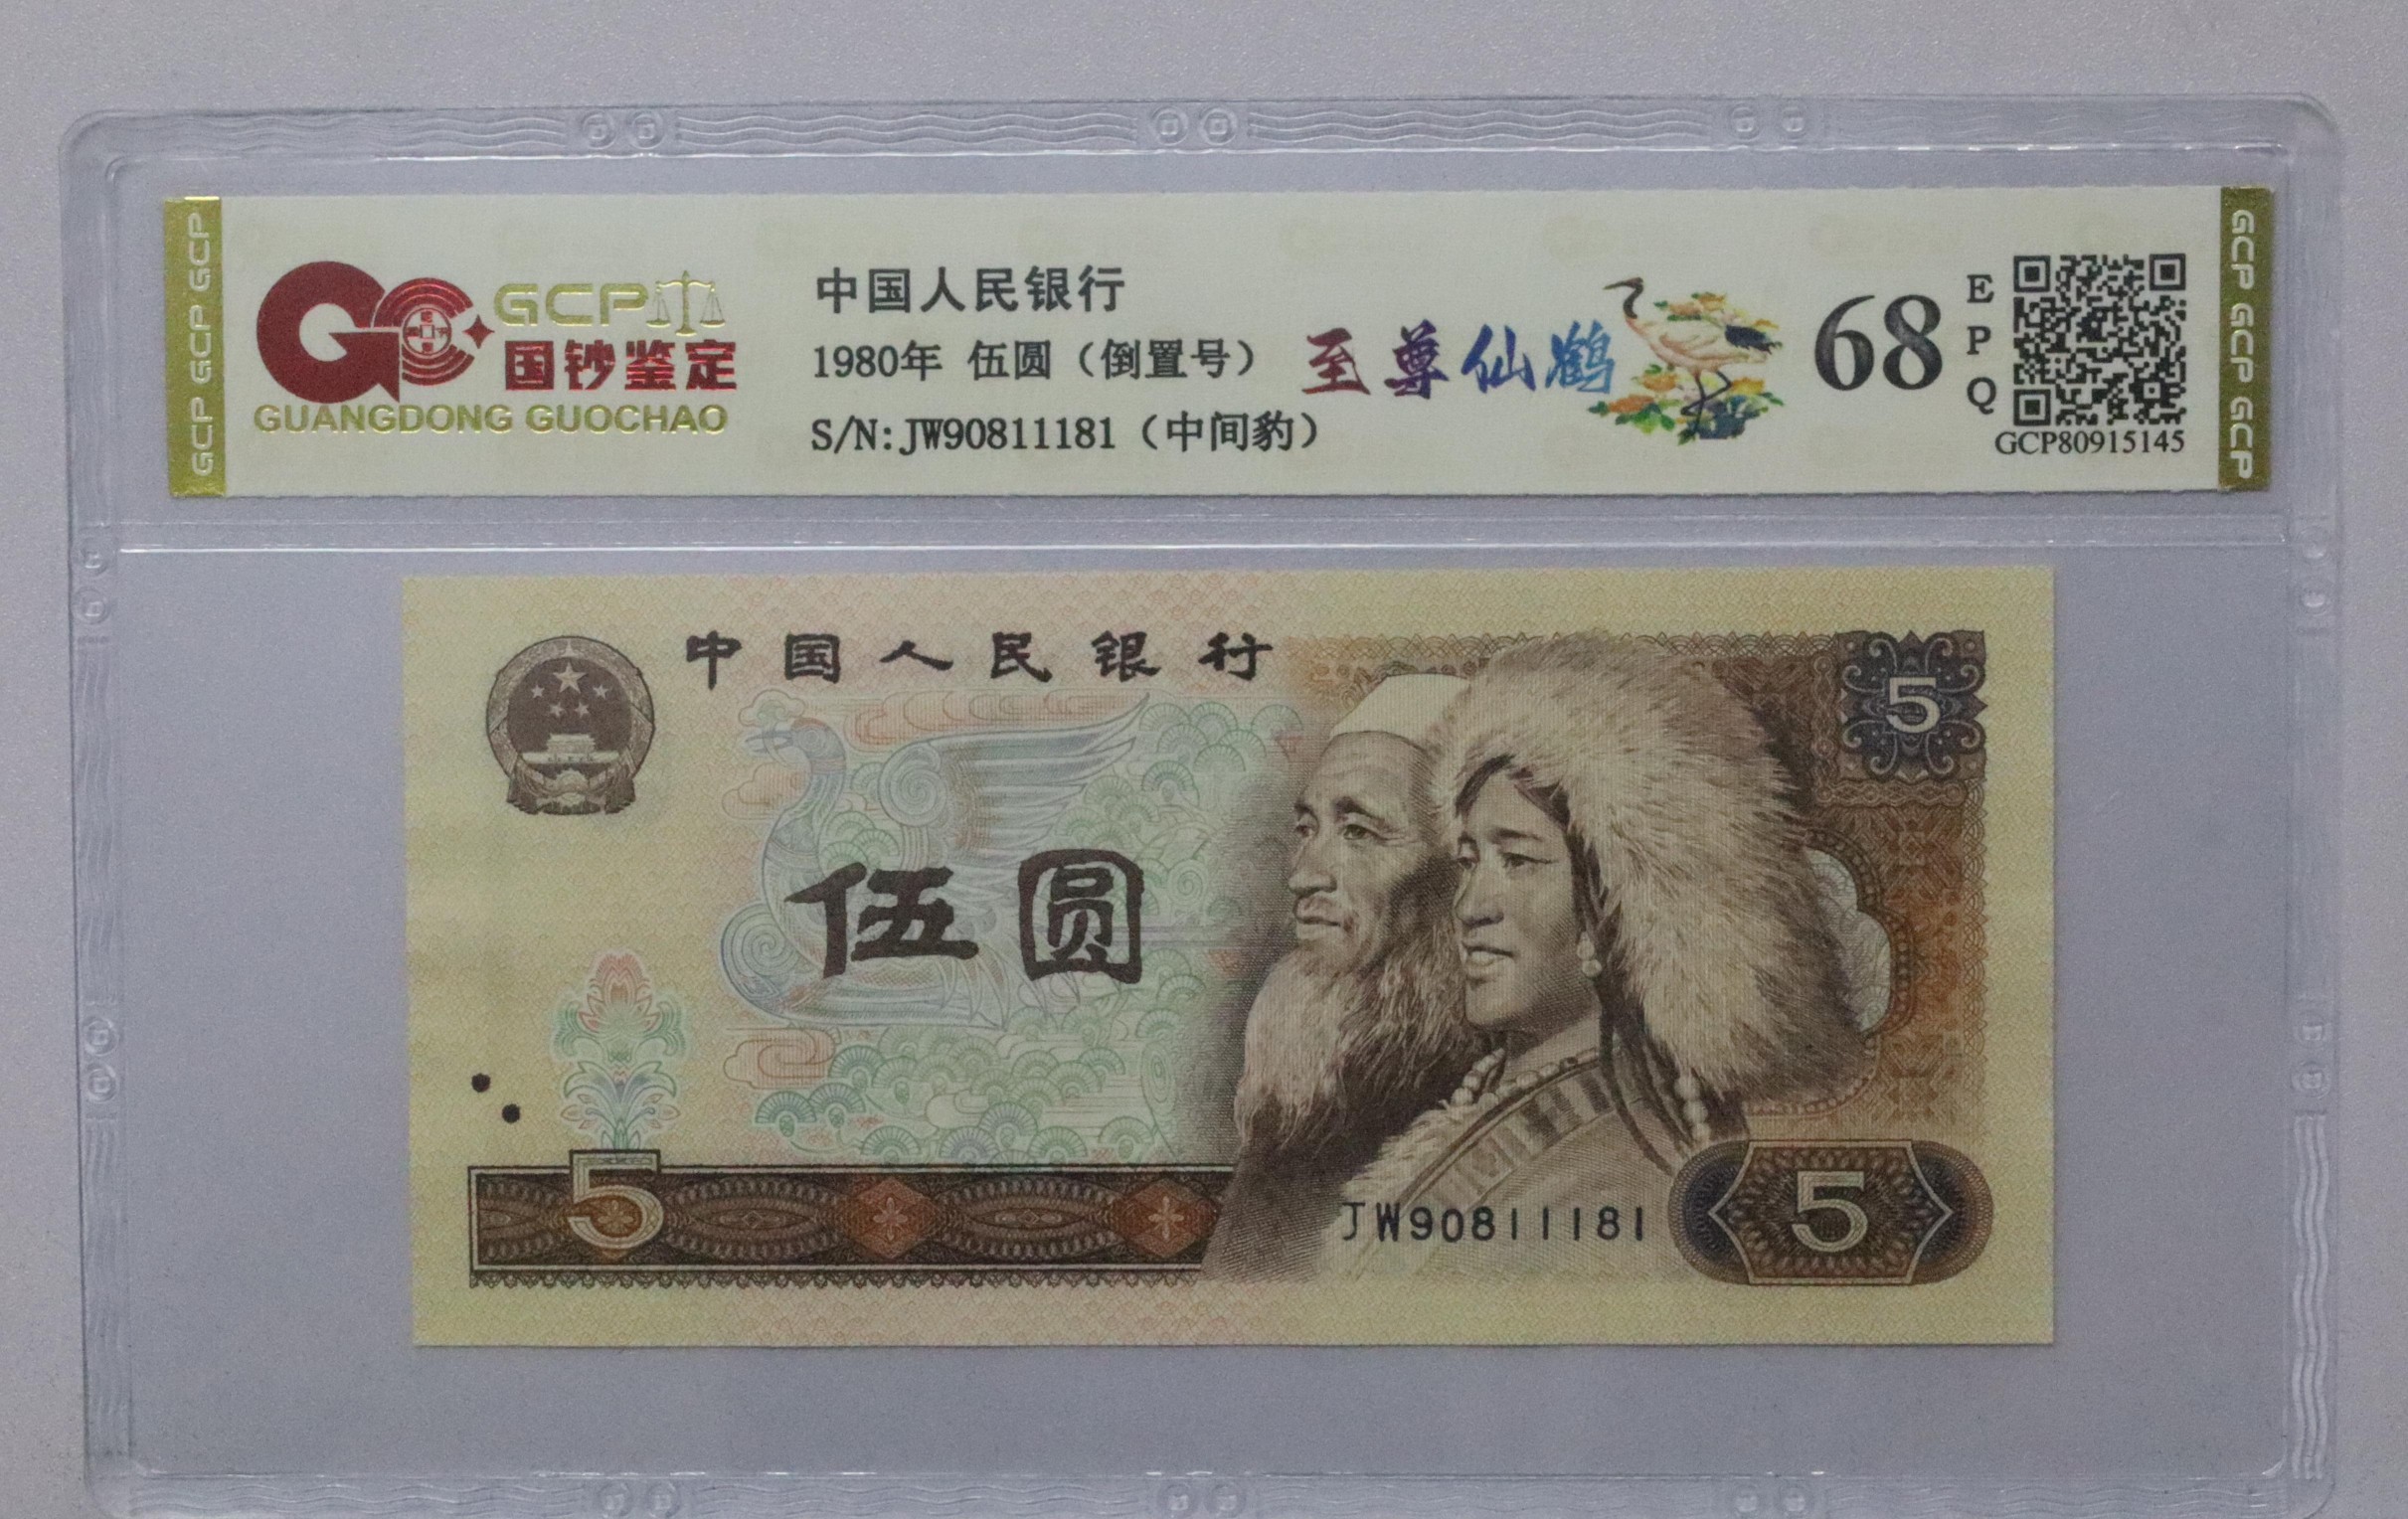 GCP GCP GCP
GCP
国钞鉴定
GUANGDONG GUOCHAO
中国人民银行
1980年 伍圆（倒置号）
S/N:JW90811181（中间豹）
至尊仙鹤
68
EPQ
GCP80915145
GCP GCP GCP GCP
中国人民银行
5
伍圆
5
JW90811181
5